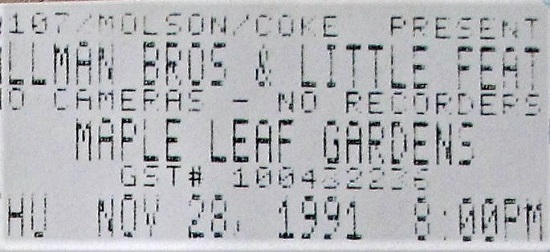 107/MOLSON/COKE PRESENT
LLMAN BROS & LITTLE FEAT
O CAMERAS - NO RECORDERS
MAPLE LEAF GARDENS
GST# 100432236
HU NOV 28, 1991 8:00PM